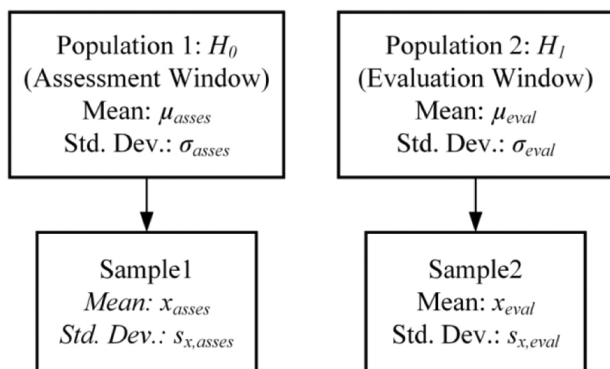 Population 1: H0
(Assessment Window)
Mean: μasses
Std. Dev.: σasses
Population 2: H1
(Evaluation Window)
Mean: μeval
Std. Dev.: σeval
Sample1
Mean: xasses
Std. Dev.: sx,asses
Sample2
Mean: xeval
Std. Dev.: sx,eval